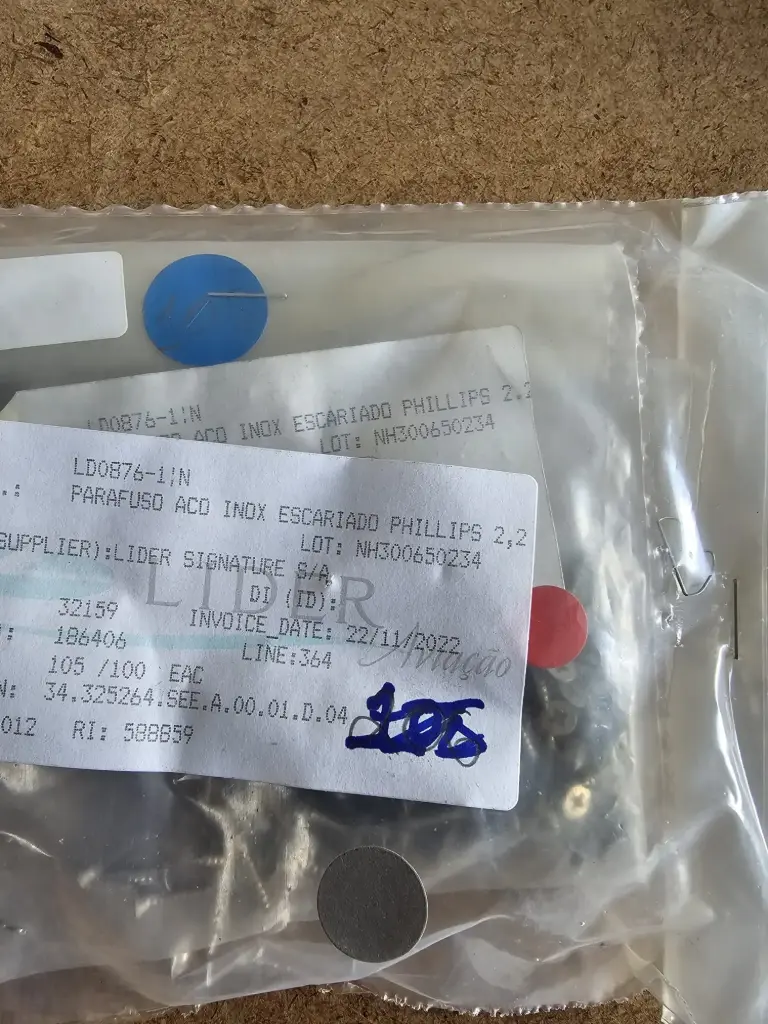 LD0876-1¦N
ACO INOX ESCARIADO PHILLIPS 2,2
LOT: NH300650234
LD0876-1¦N
.: PARAFUSO ACO INOX ESCARIADO PHILLIPS 2,2
LOT: NH300650234
SUPPLIER):LIDER SIGNATURE S/A
DI (ID):
LIDER
Aviação
32159 INVOICE_DATE: 22/11/2022
: 186406 LINE:364
105 /100 EAC
N: 34.325264.SEE.A.00.01.D.04
012 RI: 588859